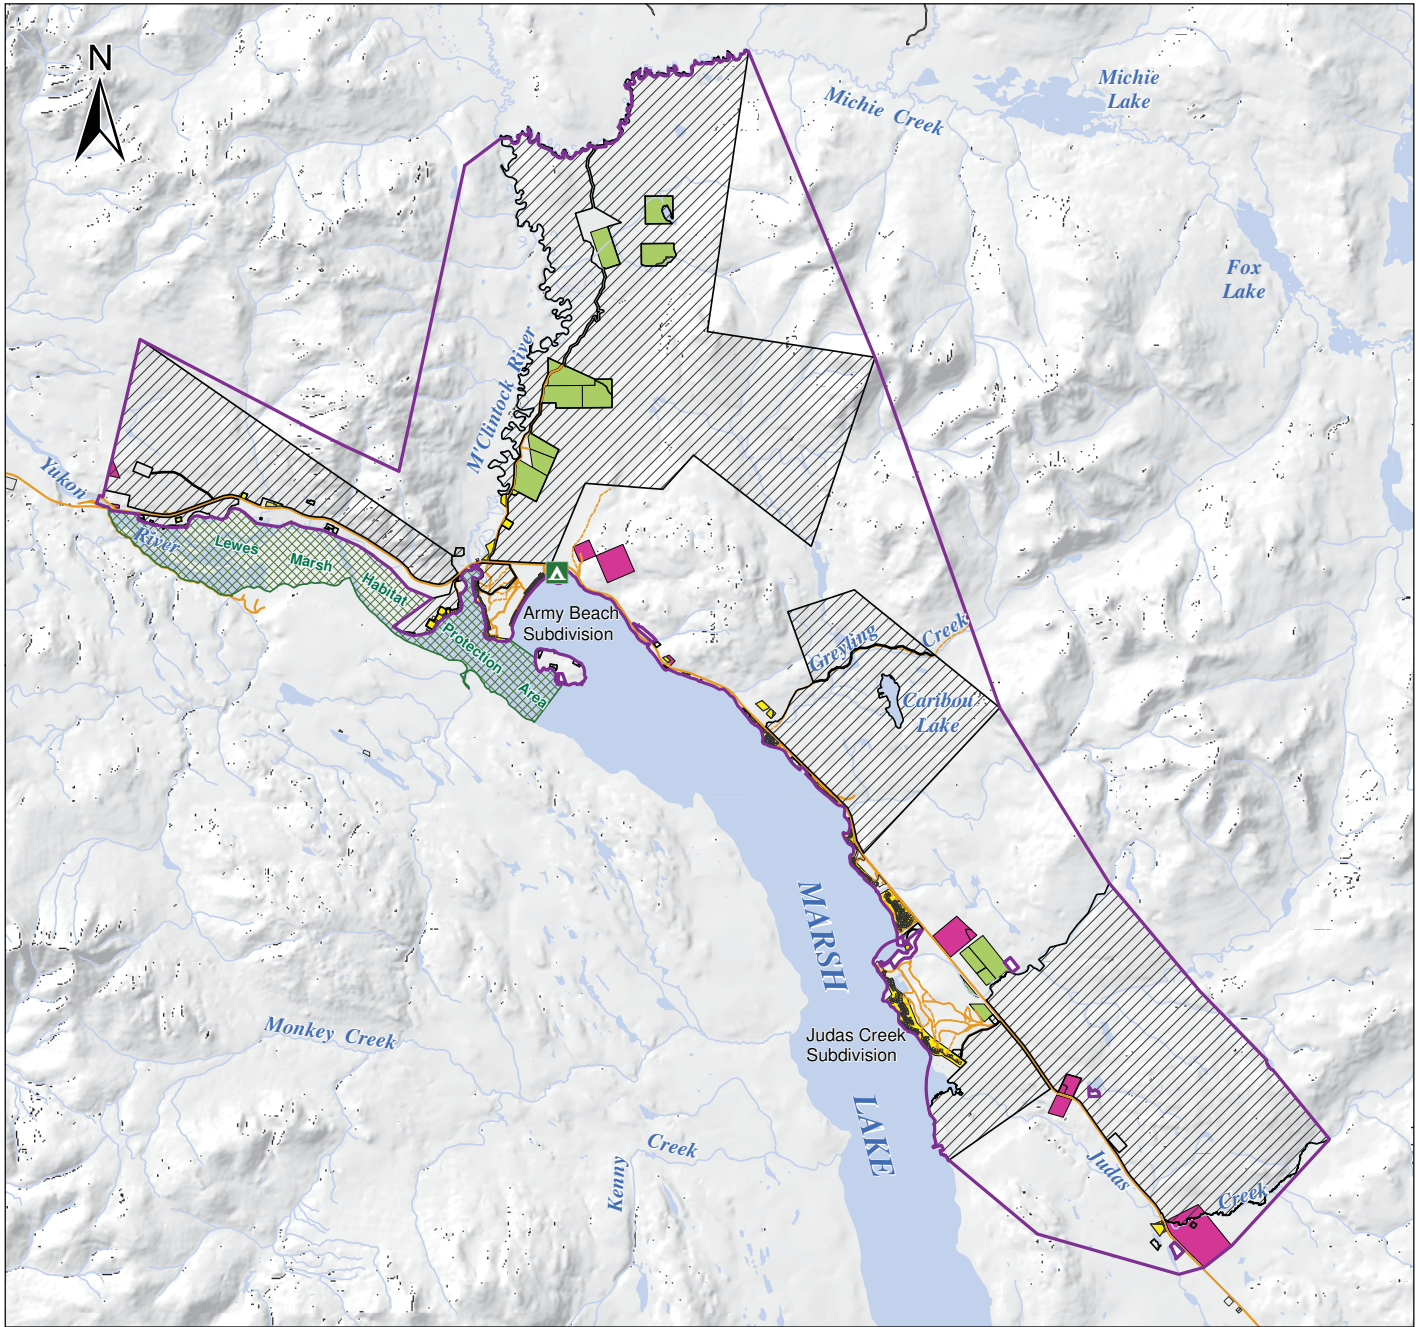 N
Michie
Lake
Michie Creek
Fox
Lake
M'Clintock River
Yukon
River
Lewes
Marsh
Habitat
Protection
Area
Army Beach
Subdivision
Greyling
Creek
Caribou
Lake
MARSH
LAKE
Monkey Creek
Judas Creek
Subdivision
Kenny
Creek
Judas
Creek